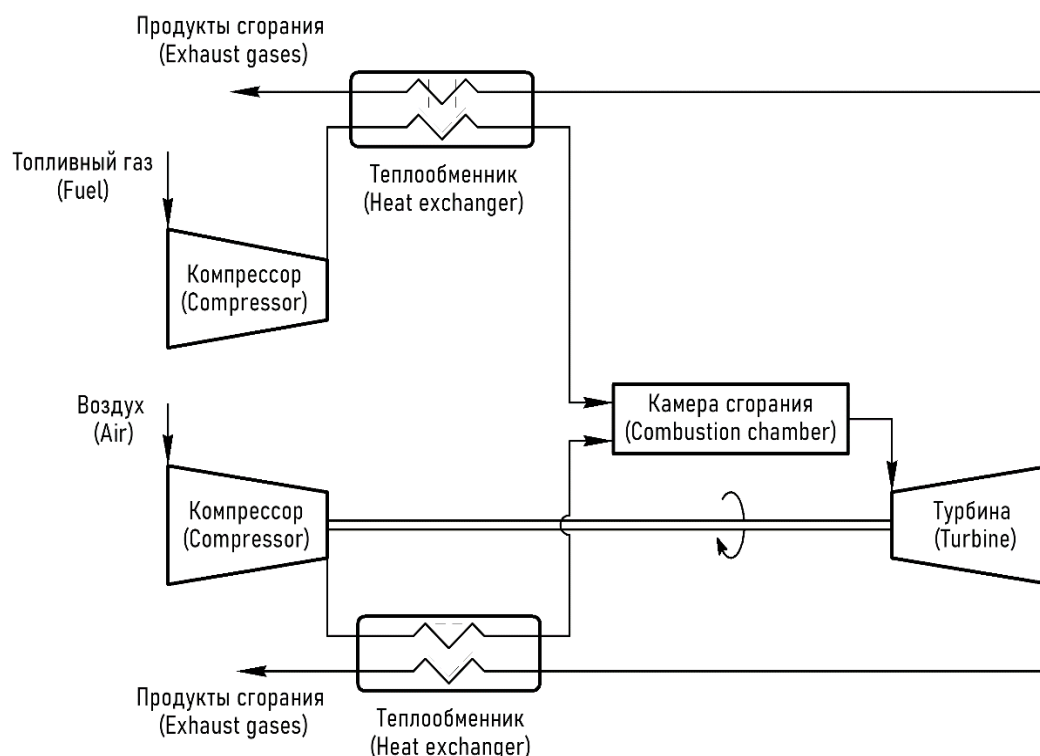 Продукты сгорания
(Exhaust gases)
Топливный газ
(Fuel)
Теплообменник
(Heat exchanger)
Компрессор
(Compressor)
Воздух
(Air)
Камера сгорания
(Combustion chamber)
Компрессор
(Compressor)
Турбина
(Turbine)
Продукты сгорания
(Exhaust gases)
Теплообменник
(Heat exchanger)